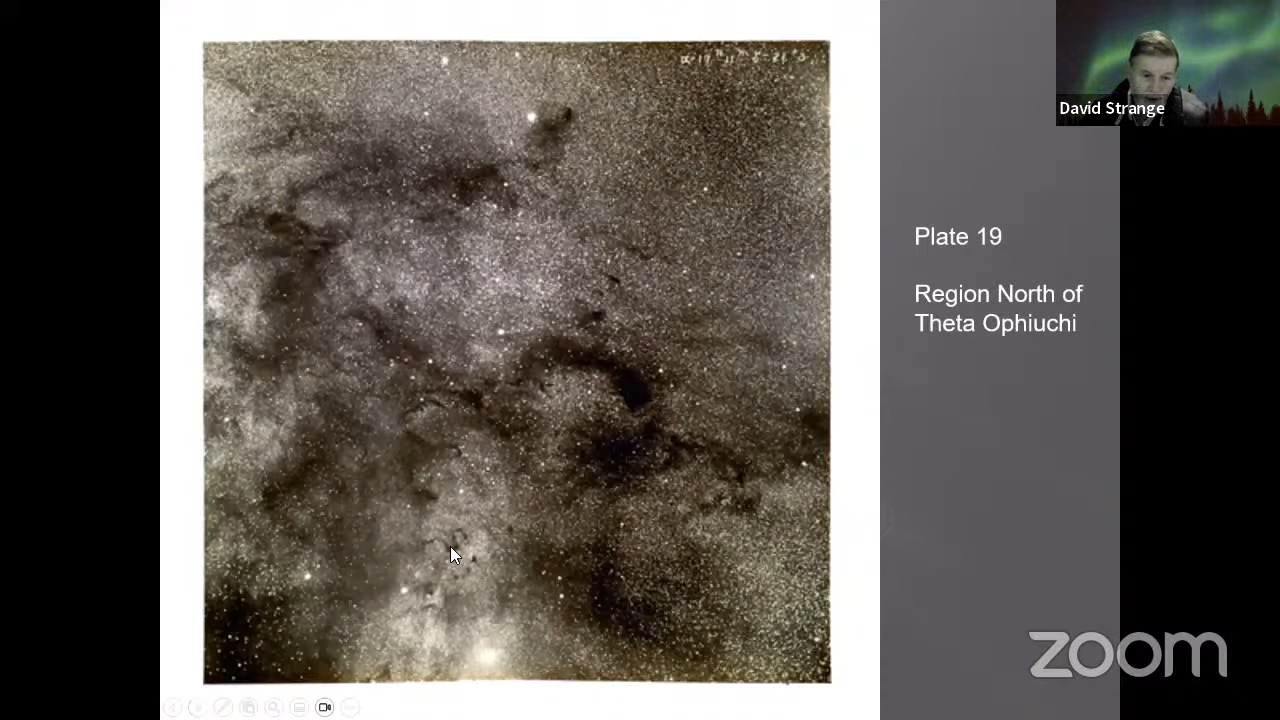 David Strange
Plate 19
Region North of
Theta Ophiuchi
zoom